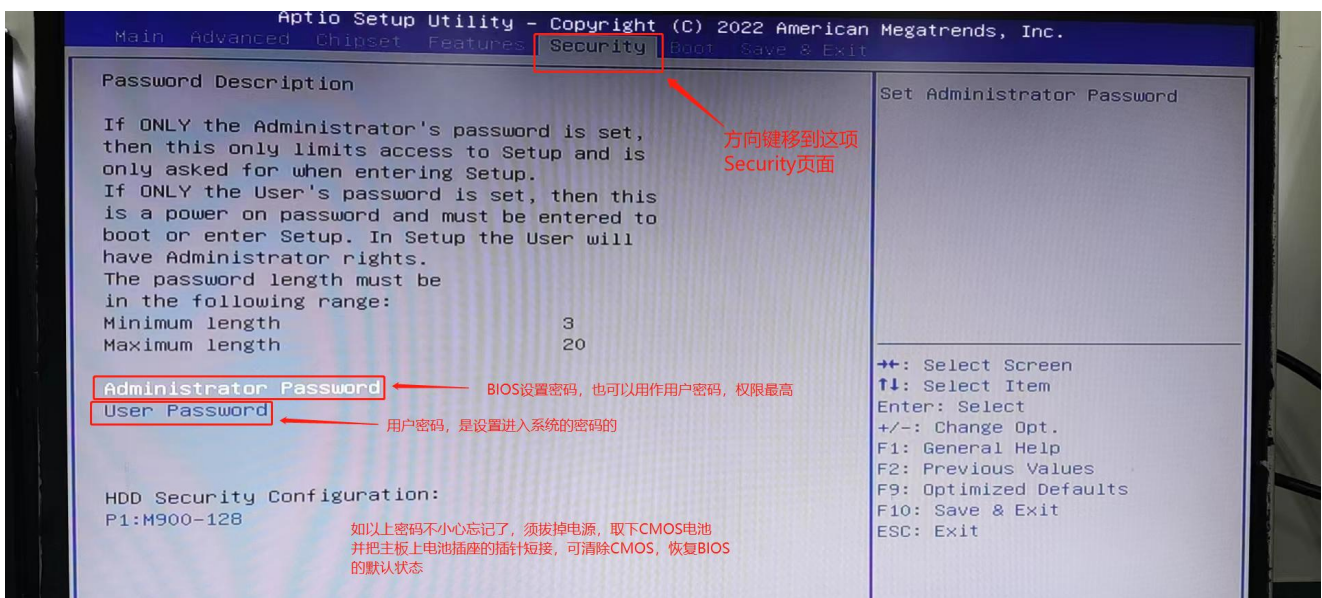 Aptio Setup Utility – Copyright (C) 2022 American Megatrends, Inc.
Main Advanced Chipset Features Security Boot Save & Exit
Password Description
If ONLY the Administrator's password is set,
then this only limits access to Setup and is
only asked for when entering Setup.
If ONLY the User's password is set, then this
is a power on password and must be entered to
boot or enter Setup. In Setup the User will
have Administrator rights.
The password length must be
in the following range:
Minimum length 3
Maximum length 20
Administrator Password
User Password
HDD Security Configuration:
P1:M900-128
方向键移到这项
Security页面
BIOS设置密码，也可以用作用户密码，权限最高
用户密码，是设置进入系统的密码的
如以上密码不小心忘记了，须拔掉电源，取下CMOS电池
并把主板上电池插座的插针短接，可清除CMOS，恢复BIOS
的默认状态
Set Administrator Password
→←: Select Screen
↑↓: Select Item
Enter: Select
+/-: Change Opt.
F1: General Help
F2: Previous Values
F9: Optimized Defaults
F10: Save & Exit
ESC: Exit